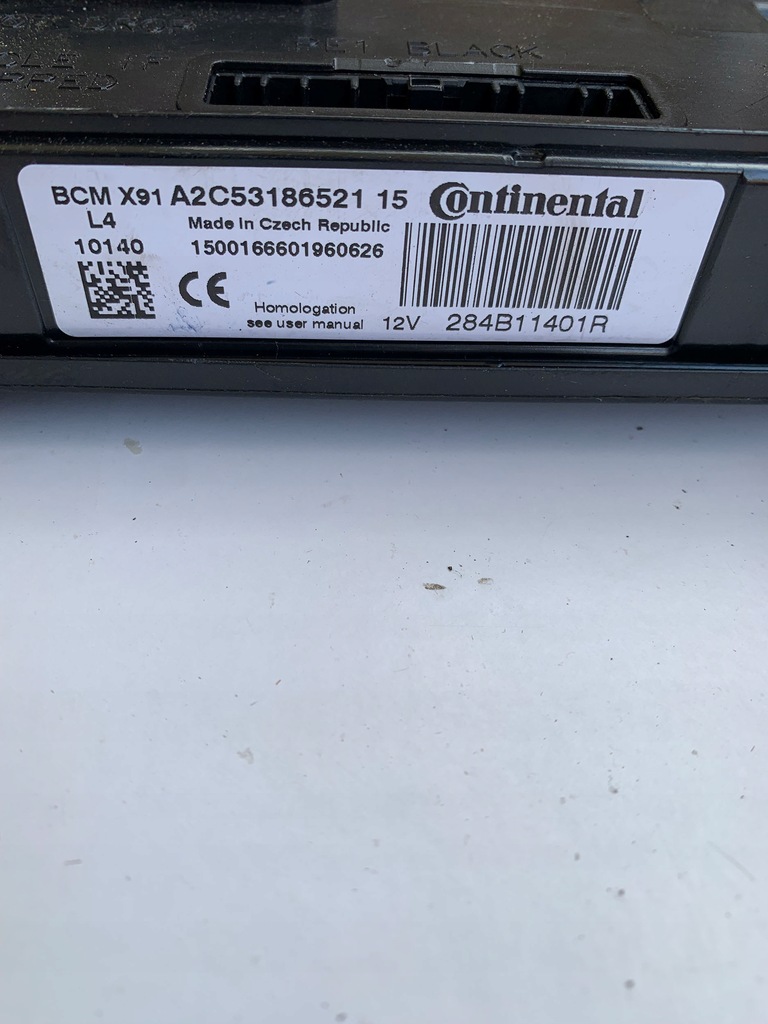 PE1 BLACK
BCM X91 A2C53186521 15 Continental
L4 Made in Czech Republic
10140 1500166601960626
CE
Homologation
see user manual 12V 284B11401R